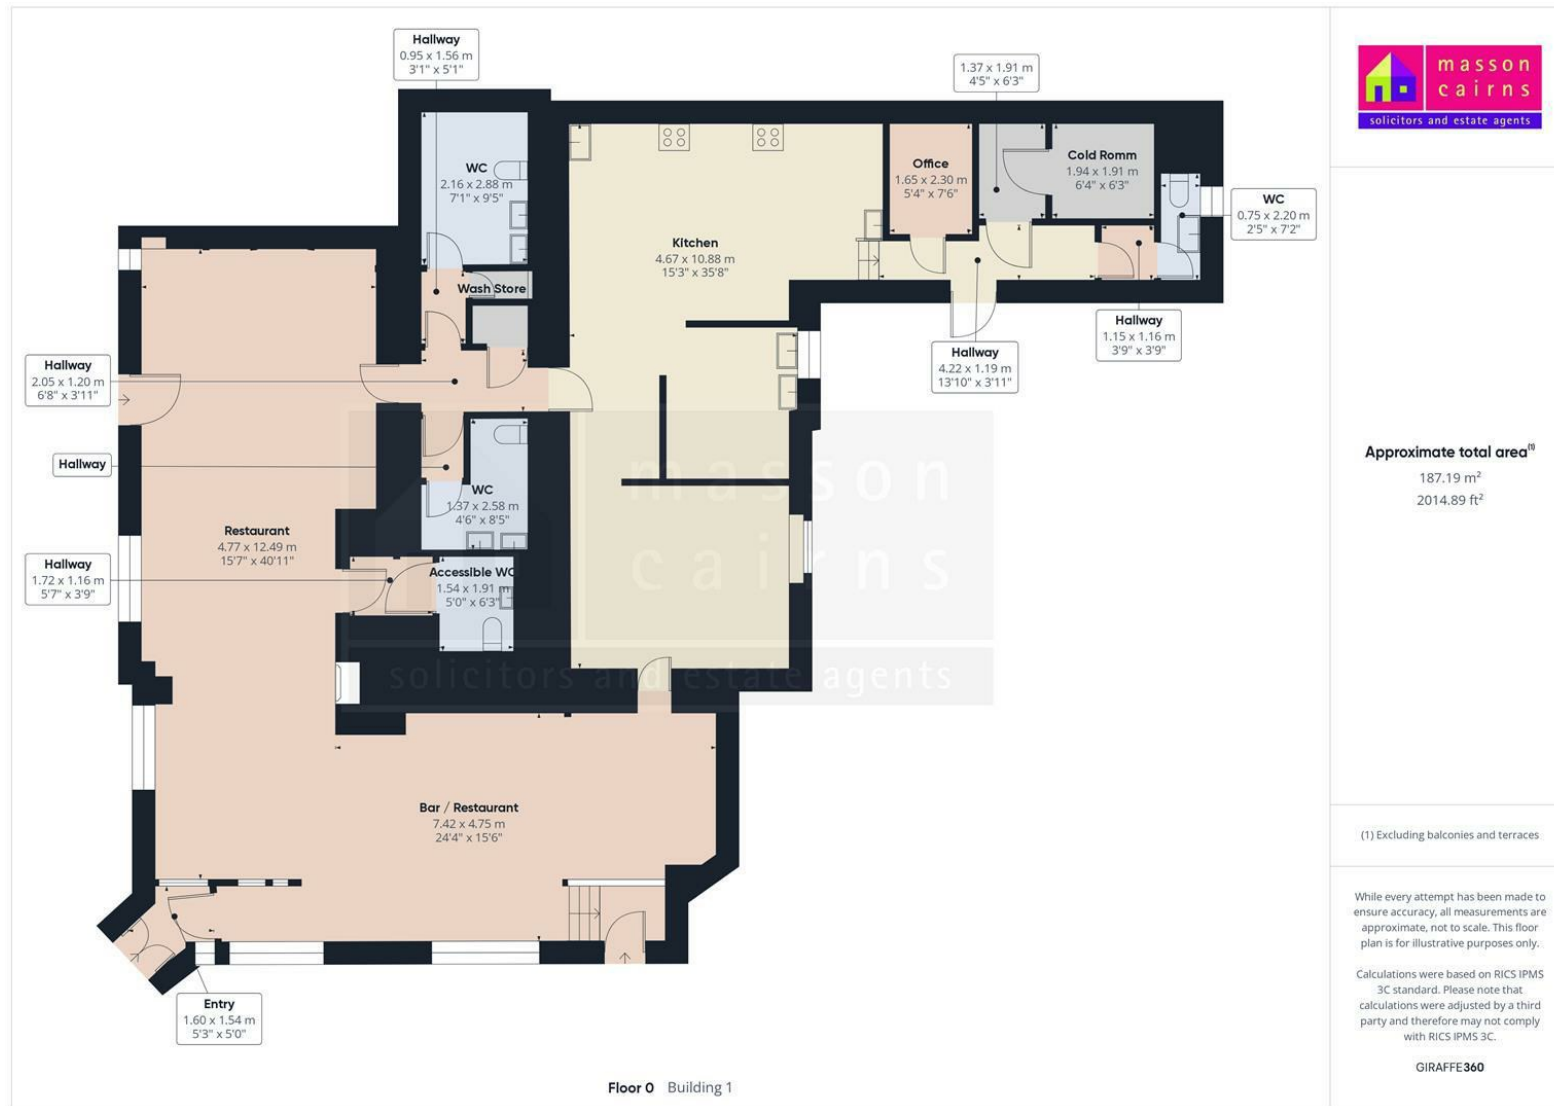 Hallway
0.95 x 1.56 m
3'1" x 5'1"
1.37 x 1.91 m
4'5" x 6'3"
masson
cairns
solicitors and estate agents
WC
2.16 x 2.88 m
7'1" x 9'5"
Office
1.65 x 2.30 m
5'4" x 7'6"
Cold Romm
1.94 x 1.91 m
6'4" x 6'3"
WC
0.75 x 2.20 m
2'5" x 7'2"
Kitchen
4.67 x 10.88 m
15'3" x 35'8"
Wash Store
Hallway
1.15 x 1.16 m
3'9" x 3'9"
Hallway
4.22 x 1.19 m
13'10" x 3'11"
Hallway
2.05 x 1.20 m
6'8" x 3'11"
Hallway
WC
1.37 x 2.58 m
4'6" x 8'5"
Restaurant
4.77 x 12.49 m
15'7" x 40'11"
Hallway
1.72 x 1.16 m
5'7" x 3'9"
Accessible WC
1.54 x 1.91 m
5'0" x 6'3"
masson
cairns
solicitors and estate agents
Bar / Restaurant
7.42 x 4.75 m
24'4" x 15'6"
Entry
1.60 x 1.54 m
5'3" x 5'0"
Floor 0 Building 1
Approximate total area(1)
187.19 m²
2014.89 ft²
(1) Excluding balconies and terraces
While every attempt has been made to
ensure accuracy, all measurements are
approximate, not to scale. This floor
plan is for illustrative purposes only.
Calculations were based on RICS IPMS
3C standard. Please note that
calculations were adjusted by a third
party and therefore may not comply
with RICS IPMS 3C.
GIRAFFE360